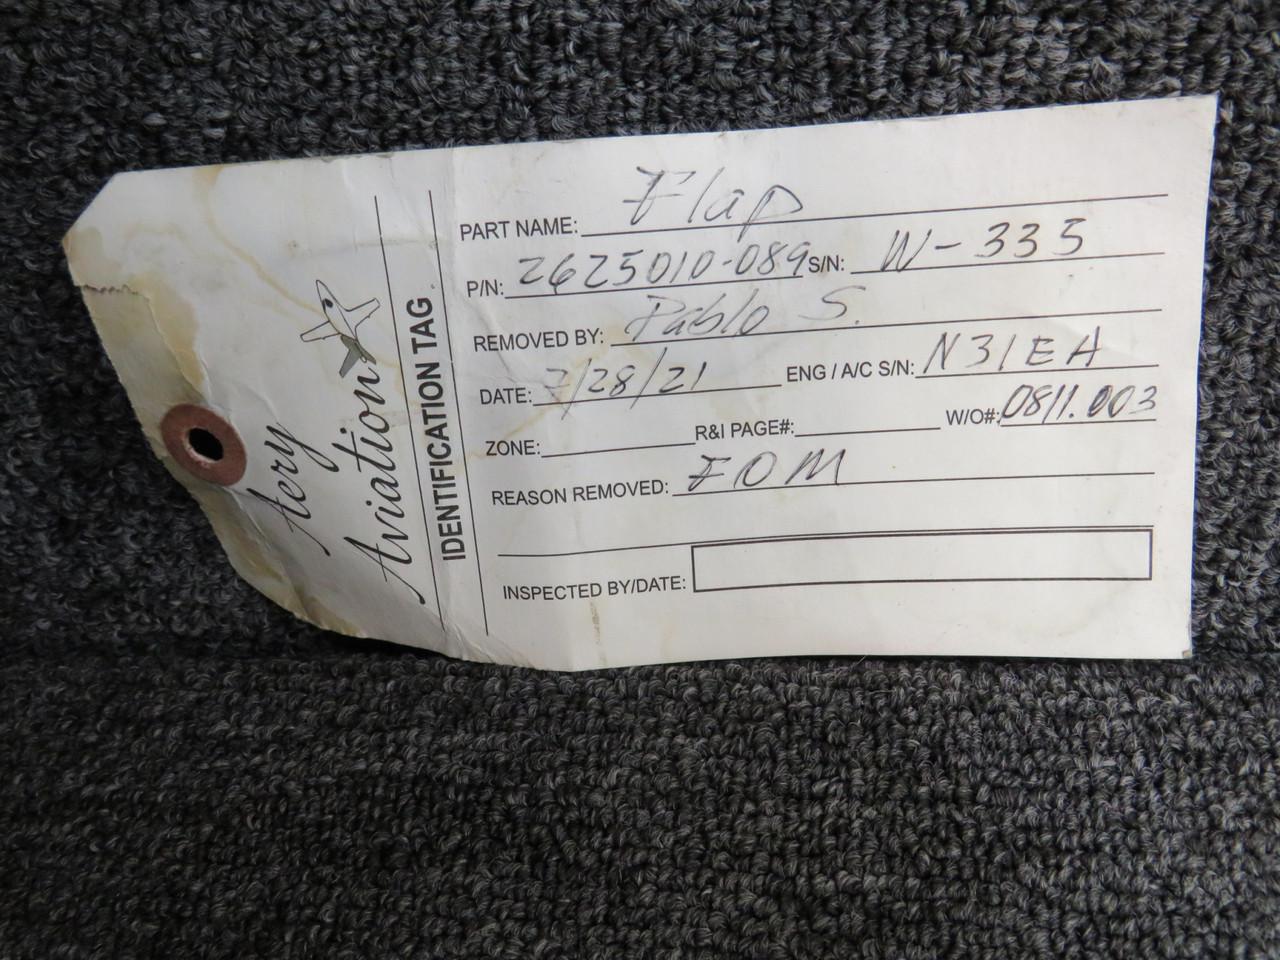 Aery
Aviation
IDENTIFICATION TAG
PART NAME: Flap
P/N: 2625010-089 S/N: W-335
REMOVED BY: Pablo S.
DATE: 7/28/21 ENG / A/C S/N: N31EA
ZONE: R&I PAGE#: W/O#: 0811.003
REASON REMOVED: FOM
INSPECTED BY/DATE: